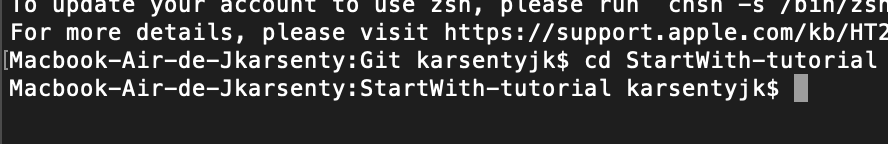 To update your account to use zsh, please run `chsh -s /bin/zsh
For more details, please visit https://support.apple.com/kb/HT2
[Macbook-Air-de-Jkarsenty:Git karsentyjk$ cd StartWith-tutorial
Macbook-Air-de-Jkarsenty:StartWith-tutorial karsentyjk$